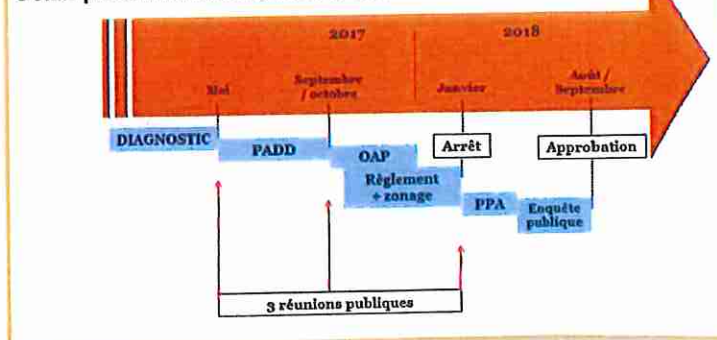 2017
2018
Mai
Septembre
/ octobre
Janvier
Août /
Septembre
DIAGNOSTIC
PADD
OAP
Arrêt
Approbation
Règlement
+ zonage
PPA
Enquête
publique
3 réunions publiques